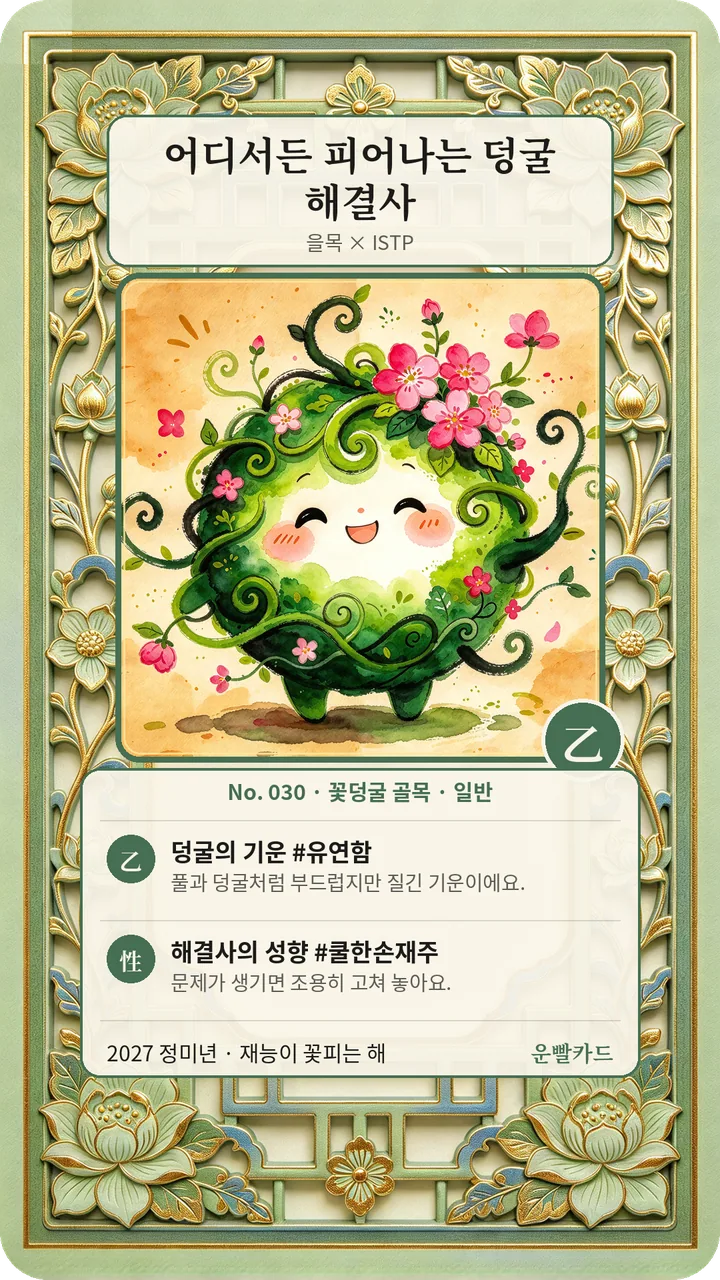 어디서든 피어나는 덩굴
해결사
을목 × ISTP
乙
No. 030 · 꽃덩굴 골목 · 일반
乙
덩굴의 기운 #유연함
풀과 덩굴처럼 부드럽지만 질긴 기운이에요.
性
해결사의 성향 #쿨한손재주
문제가 생기면 조용히 고쳐 놓아요.
2027 정미년 · 재능이 꽃피는 해
운빨카드